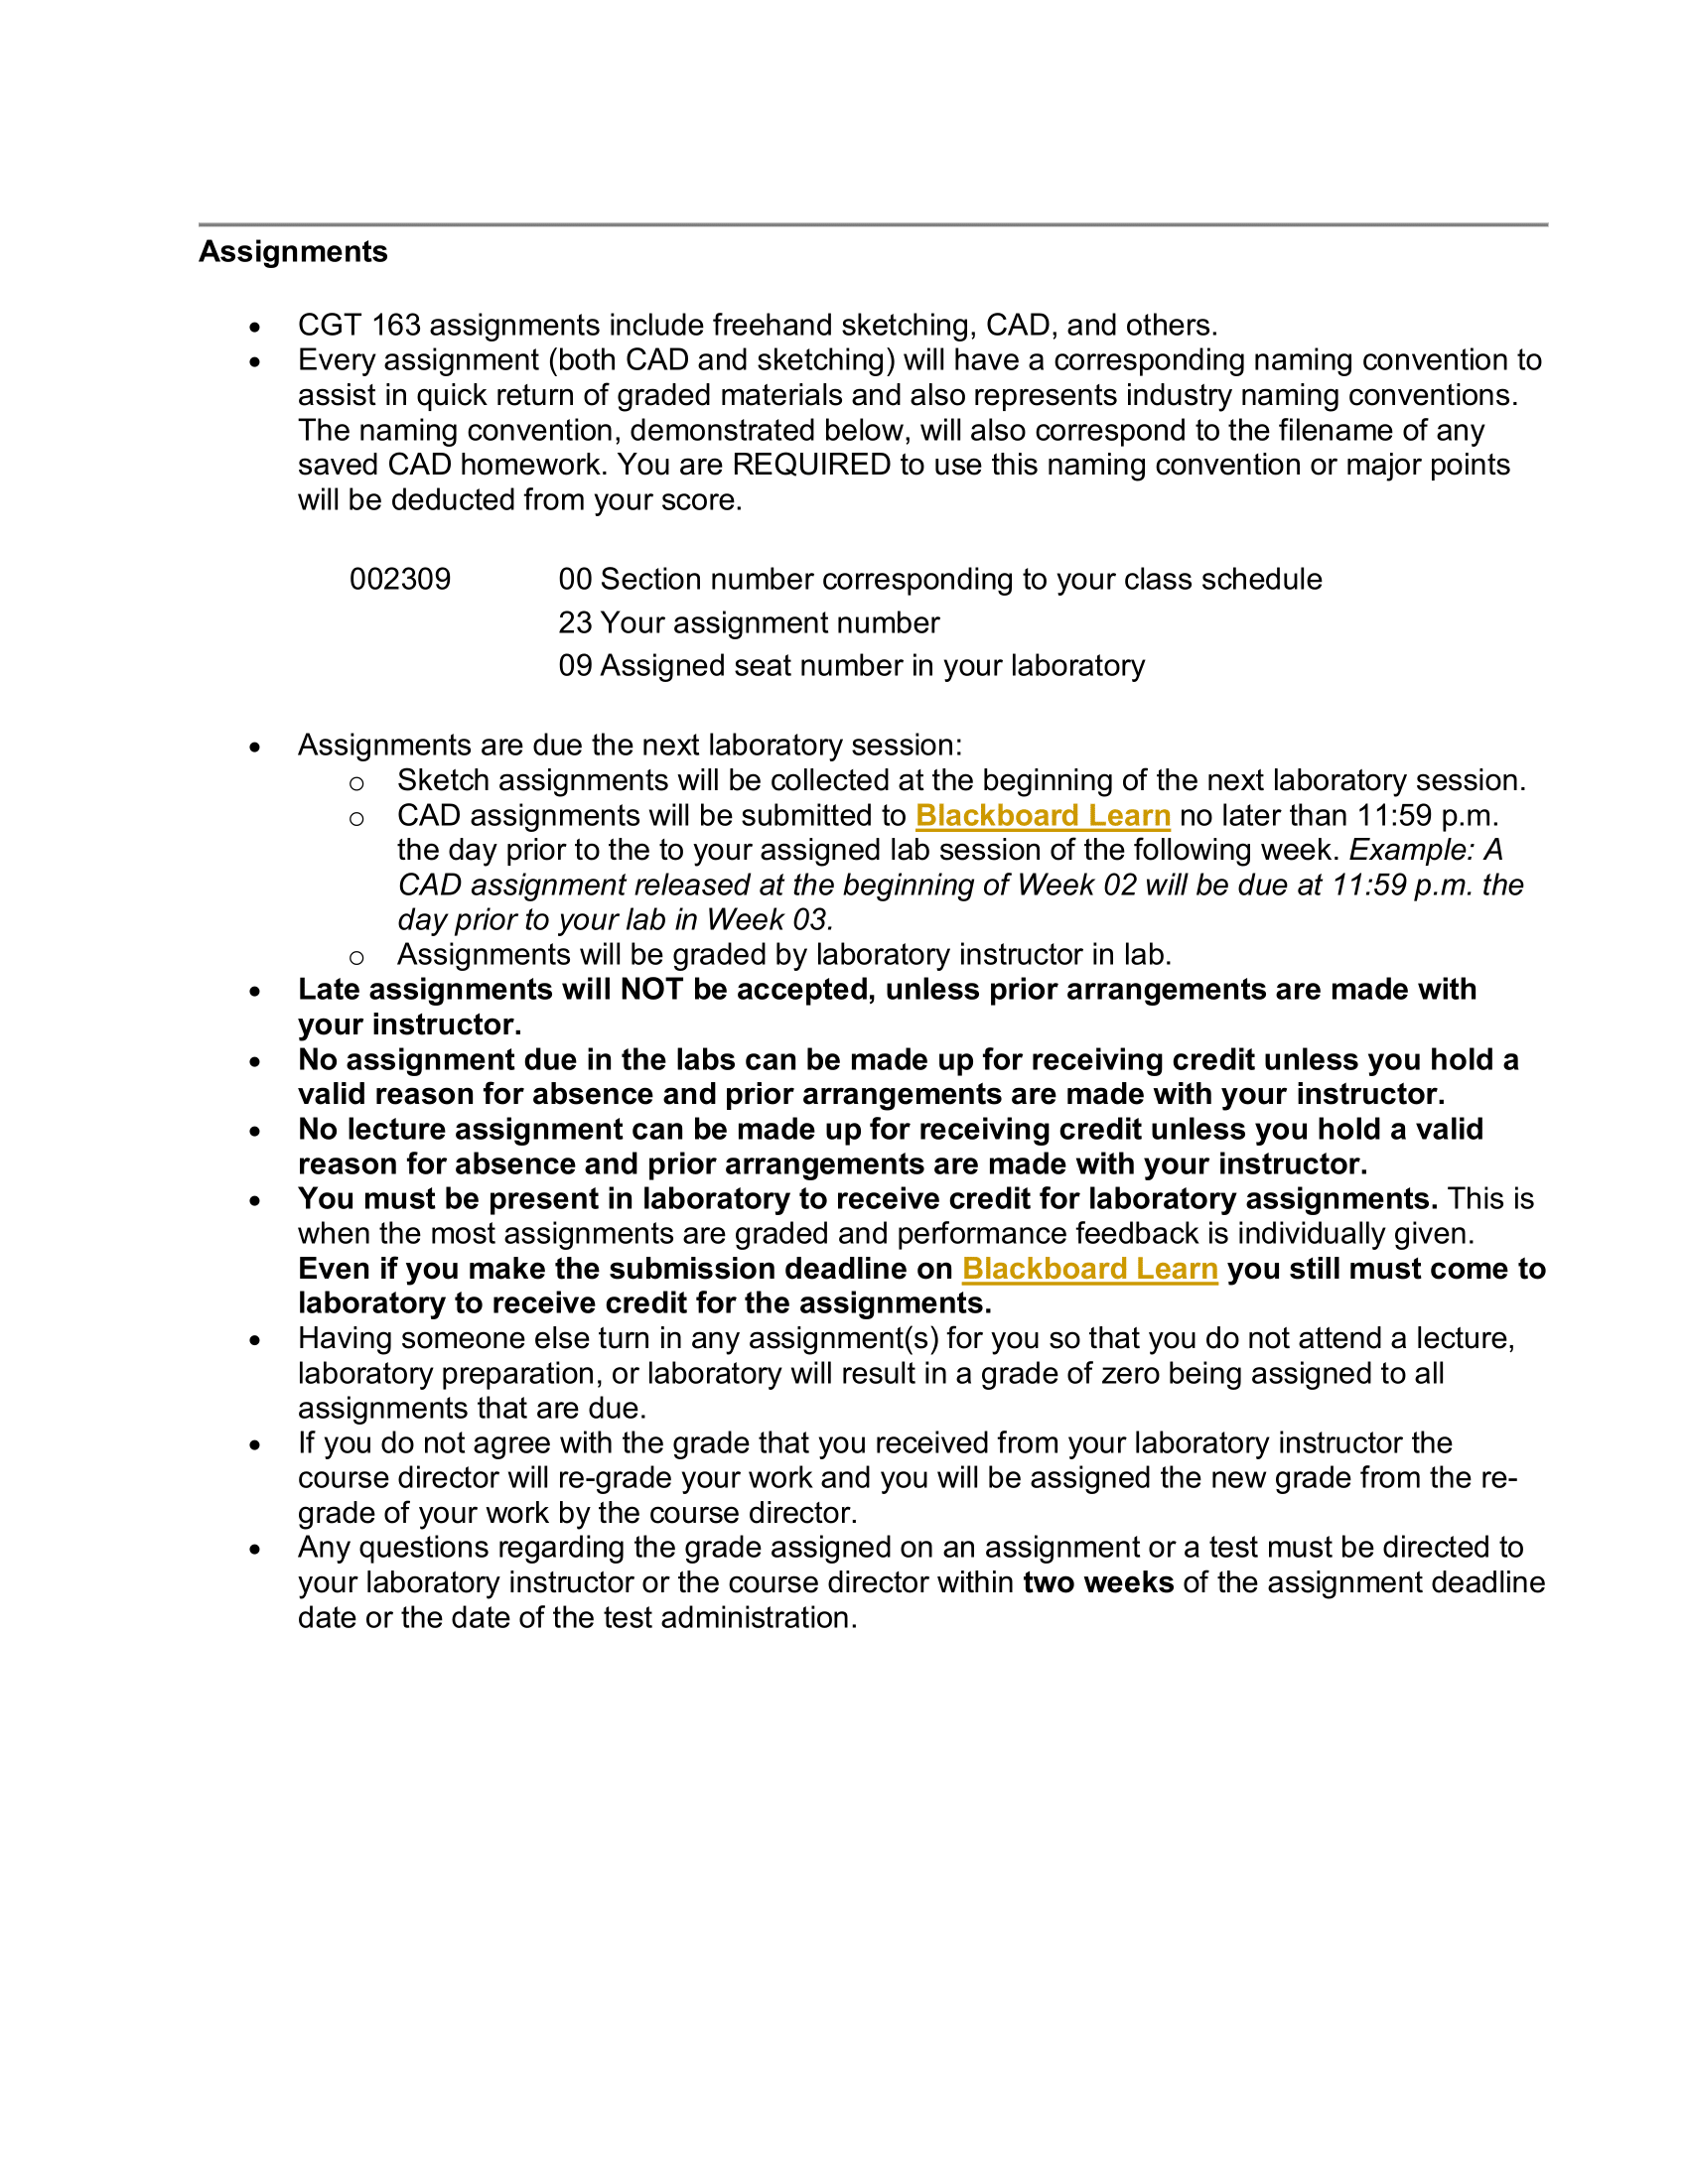 Assignments
• CGT 163 assignments include freehand sketching, CAD, and others.
• Every assignment (both CAD and sketching) will have a corresponding naming convention to
assist in quick return of graded materials and also represents industry naming conventions.
The naming convention, demonstrated below, will also correspond to the filename of any
saved CAD homework. You are REQUIRED to use this naming convention or major points
will be deducted from your score.
002309 00 Section number corresponding to your class schedule
23 Your assignment number
09 Assigned seat number in your laboratory
• Assignments are due the next laboratory session:
o Sketch assignments will be collected at the beginning of the next laboratory session.
o CAD assignments will be submitted to Blackboard Learn no later than 11:59 p.m.
the day prior to the to your assigned lab session of the following week. Example: A
CAD assignment released at the beginning of Week 02 will be due at 11:59 p.m. the
day prior to your lab in Week 03.
o Assignments will be graded by laboratory instructor in lab.
• Late assignments will NOT be accepted, unless prior arrangements are made with
your instructor.
• No assignment due in the labs can be made up for receiving credit unless you hold a
valid reason for absence and prior arrangements are made with your instructor.
• No lecture assignment can be made up for receiving credit unless you hold a valid
reason for absence and prior arrangements are made with your instructor.
• You must be present in laboratory to receive credit for laboratory assignments. This is
when the most assignments are graded and performance feedback is individually given.
Even if you make the submission deadline on Blackboard Learn you still must come to
laboratory to receive credit for the assignments.
• Having someone else turn in any assignment(s) for you so that you do not attend a lecture,
laboratory preparation, or laboratory will result in a grade of zero being assigned to all
assignments that are due.
• If you do not agree with the grade that you received from your laboratory instructor the
course director will re-grade your work and you will be assigned the new grade from the re-
grade of your work by the course director.
• Any questions regarding the grade assigned on an assignment or a test must be directed to
your laboratory instructor or the course director within two weeks of the assignment deadline
date or the date of the test administration.